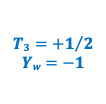 T₃ = +1/2
Y_w = −1